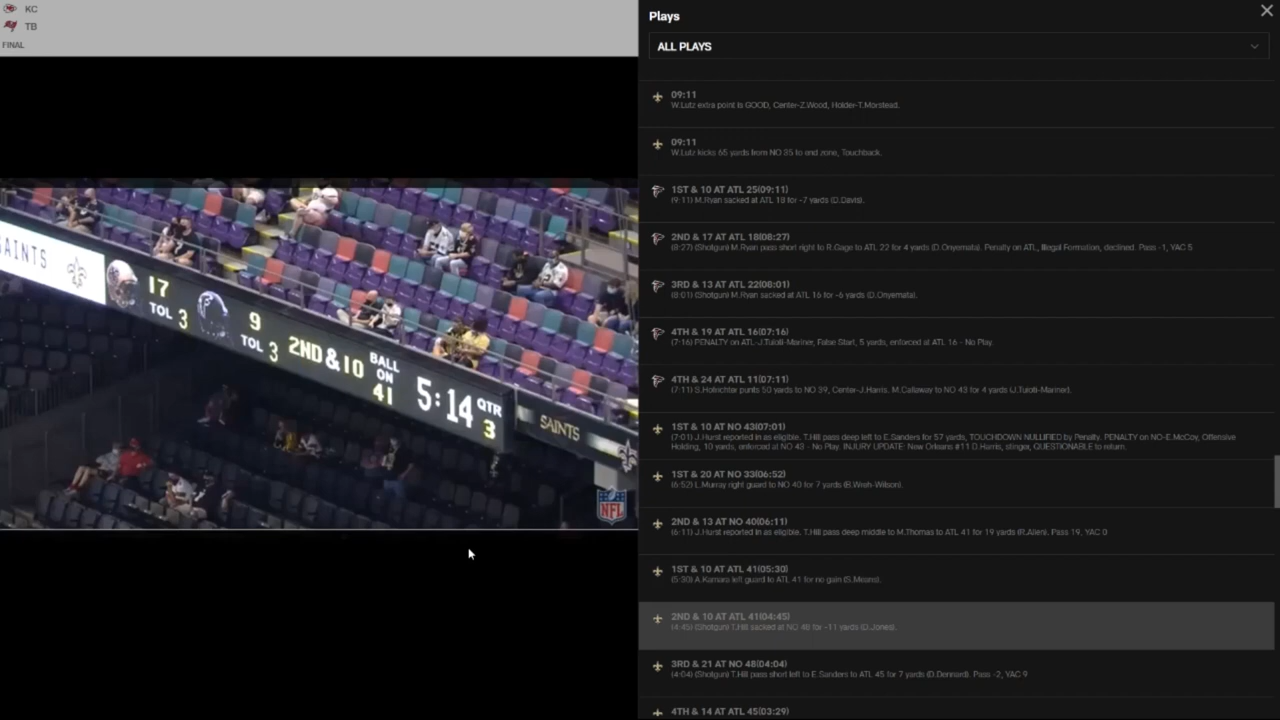 KC
TB
FINAL
SAINTS
17
TOL 3
9
TOL 3
2ND & 10
BALL
ON
41
5:14
QTR
3
SAINTS
NFL
Plays
ALL PLAYS
09:11
W.Lutz extra point is GOOD, Center-Z.Wood, Holder-T.Morstead.
09:11
W.Lutz kicks 65 yards from NO 35 to end zone, Touchback.
1ST & 10 AT ATL 25(09:11)
(9:11) M.Ryan sacked at ATL 18 for -7 yards (D.Davis).
2ND & 17 AT ATL 18(08:27)
(8:27) (Shotgun) M.Ryan pass short right to R.Gage to ATL 22 for 4 yards (D.Onyemata). Penalty on ATL, Illegal Formation, declined. Pass -1, YAC 5
3RD & 13 AT ATL 22(08:01)
(8:01) (Shotgun) M.Ryan sacked at ATL 16 for -6 yards (D.Onyemata).
4TH & 19 AT ATL 16(07:16)
(7:16) PENALTY on ATL-J.Tuioti-Mariner, False Start, 5 yards, enforced at ATL 16 - No Play.
4TH & 24 AT ATL 11(07:11)
(7:11) S.Hofrichter punts 50 yards to NO 39, Center-J.Harris. M.Callaway to NO 43 for 4 yards (J.Tuioti-Mariner).
1ST & 10 AT NO 43(07:01)
(7:01) J.Hurst reported in as eligible. T.Hill pass deep left to E.Sanders for 57 yards, TOUCHDOWN NULLIFIED by Penalty. PENALTY on NO-E.McCoy, Offensive
Holding, 10 yards, enforced at NO 43 - No Play. INJURY UPDATE: New Orleans #11 D.Harris, stinger, QUESTIONABLE to return.
1ST & 20 AT NO 33(06:52)
(6:52) L.Murray right guard to NO 40 for 7 yards (B.Wreh-Wilson).
2ND & 13 AT NO 40(06:11)
(6:11) J.Hurst reported in as eligible. T.Hill pass deep middle to M.Thomas to ATL 41 for 19 yards (R.Allen). Pass 19, YAC 0
1ST & 10 AT ATL 41(05:30)
(5:30) A.Kamara left guard to ATL 41 for no gain (S.Means).
2ND & 10 AT ATL 41(04:45)
(4:45) (Shotgun) T.Hill sacked at NO 48 for -11 yards (D.Jones).
3RD & 21 AT NO 48(04:04)
(4:04) (Shotgun) T.Hill pass short left to E.Sanders to ATL 45 for 7 yards (D.Dennard). Pass -2, YAC 9
4TH & 14 AT ATL 45(03:29)